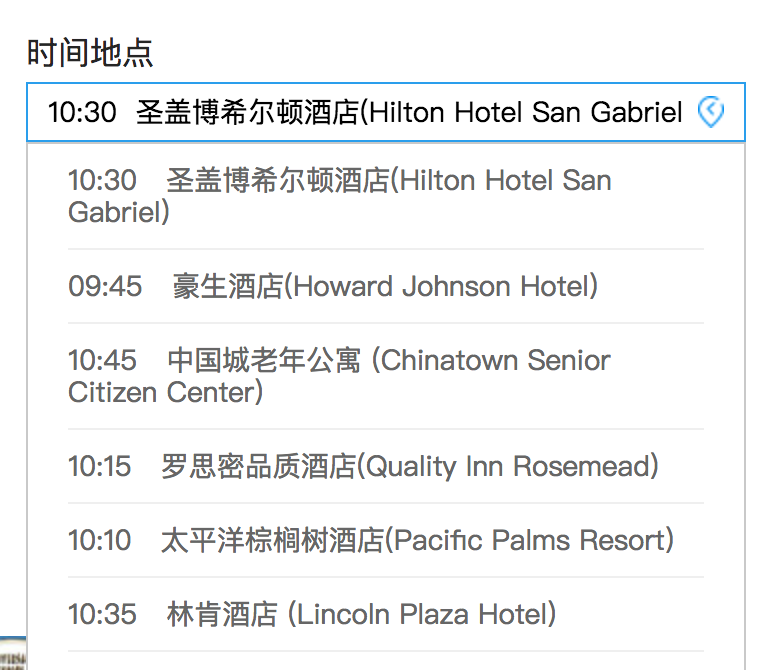 时间地点
10:30 圣盖博希尔顿酒店(Hilton Hotel San Gabriel
10:30 圣盖博希尔顿酒店(Hilton Hotel San
Gabriel)
09:45 豪生酒店(Howard Johnson Hotel)
10:45 中国城老年公寓 (Chinatown Senior
Citizen Center)
10:15 罗思密品质酒店(Quality Inn Rosemead)
10:10 太平洋棕榈树酒店(Pacific Palms Resort)
10:35 林肯酒店 (Lincoln Plaza Hotel)